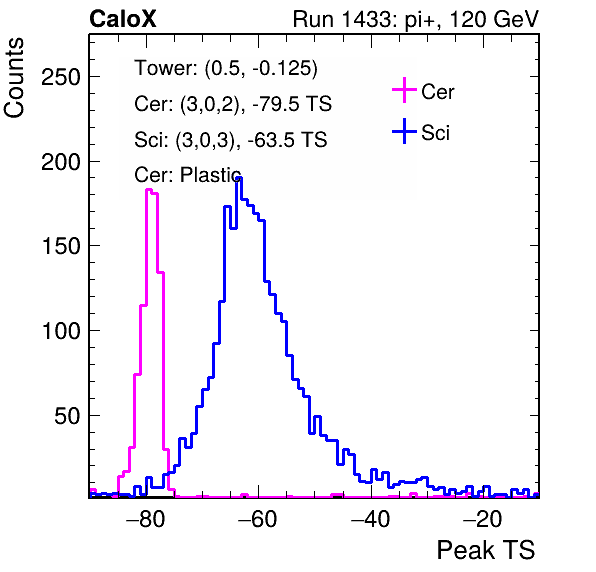 CaloX Run 1433: pi+, 120 GeV
Counts
Tower: (0.5, -0.125)
Cer: (3,0,2), -79.5 TS
Sci: (3,0,3), -63.5 TS
Cer: Plastic
Cer
Sci
250
200
150
100
50
−80 −60 −40 −20
Peak TS